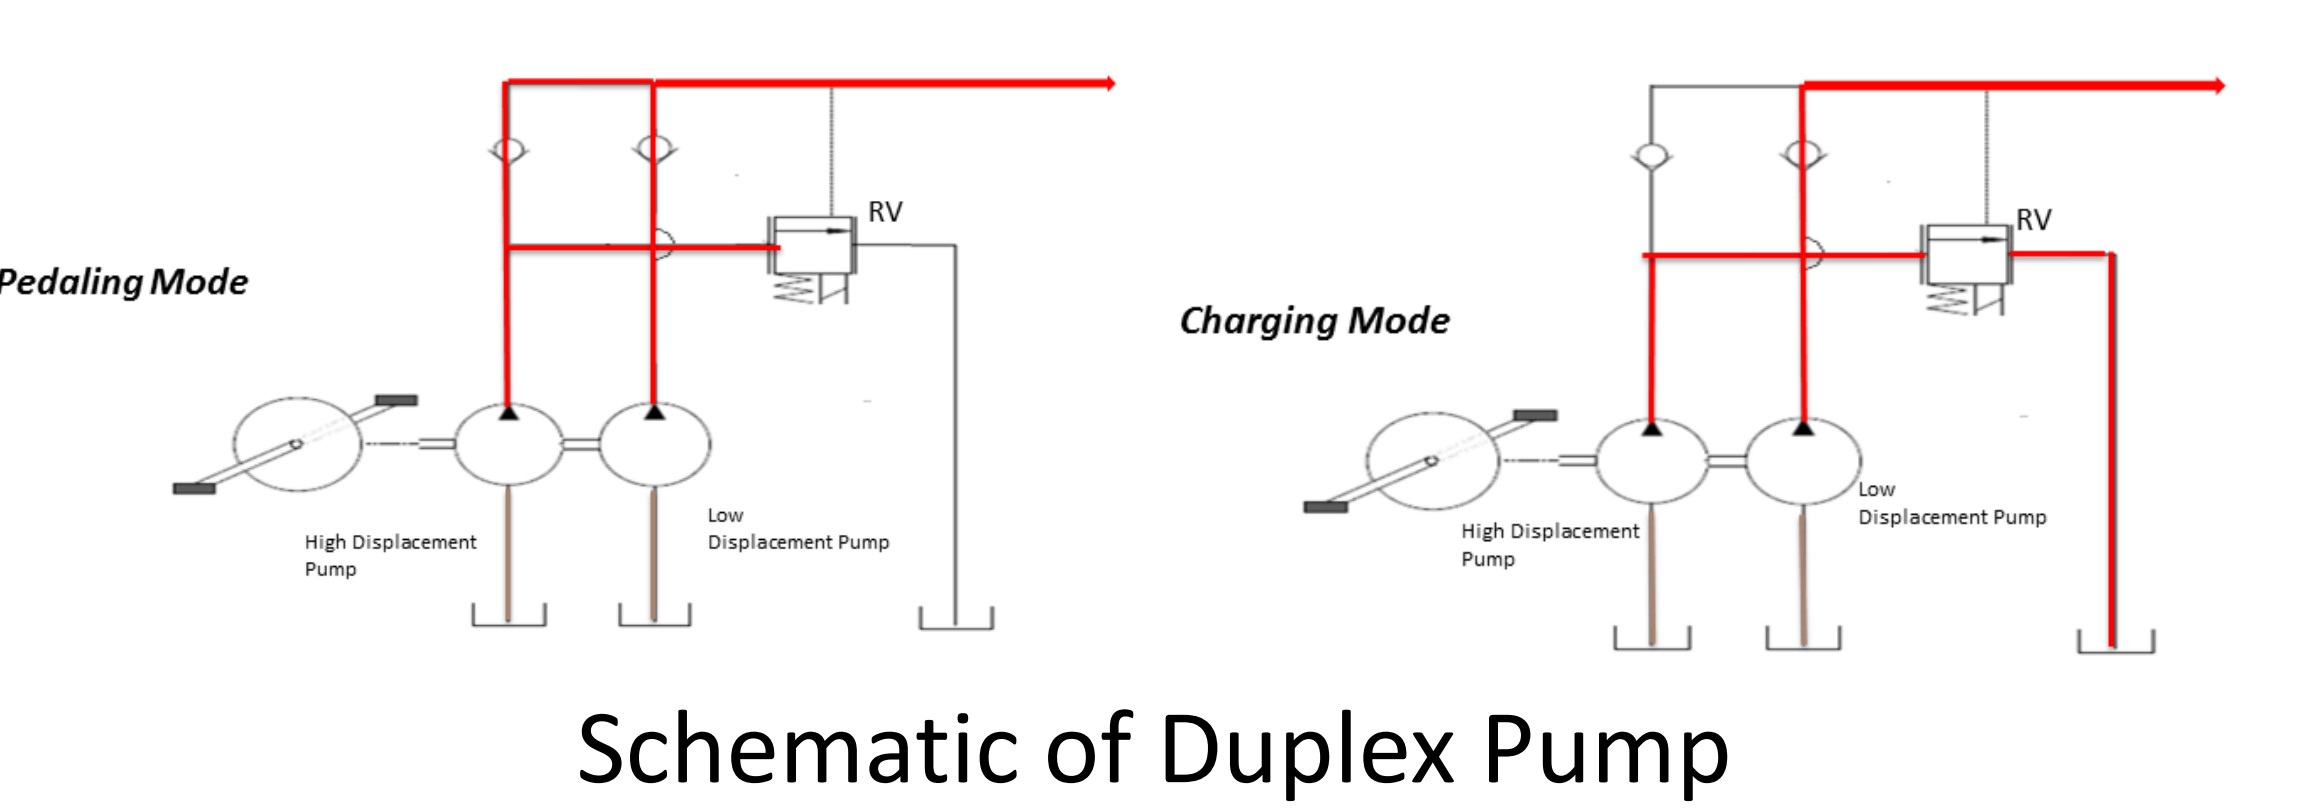 RV
Pedaling Mode
High Displacement
Pump
Low
Displacement Pump
RV
Charging Mode
High Displacement
Pump
Low
Displacement Pump
Schematic of Duplex Pump